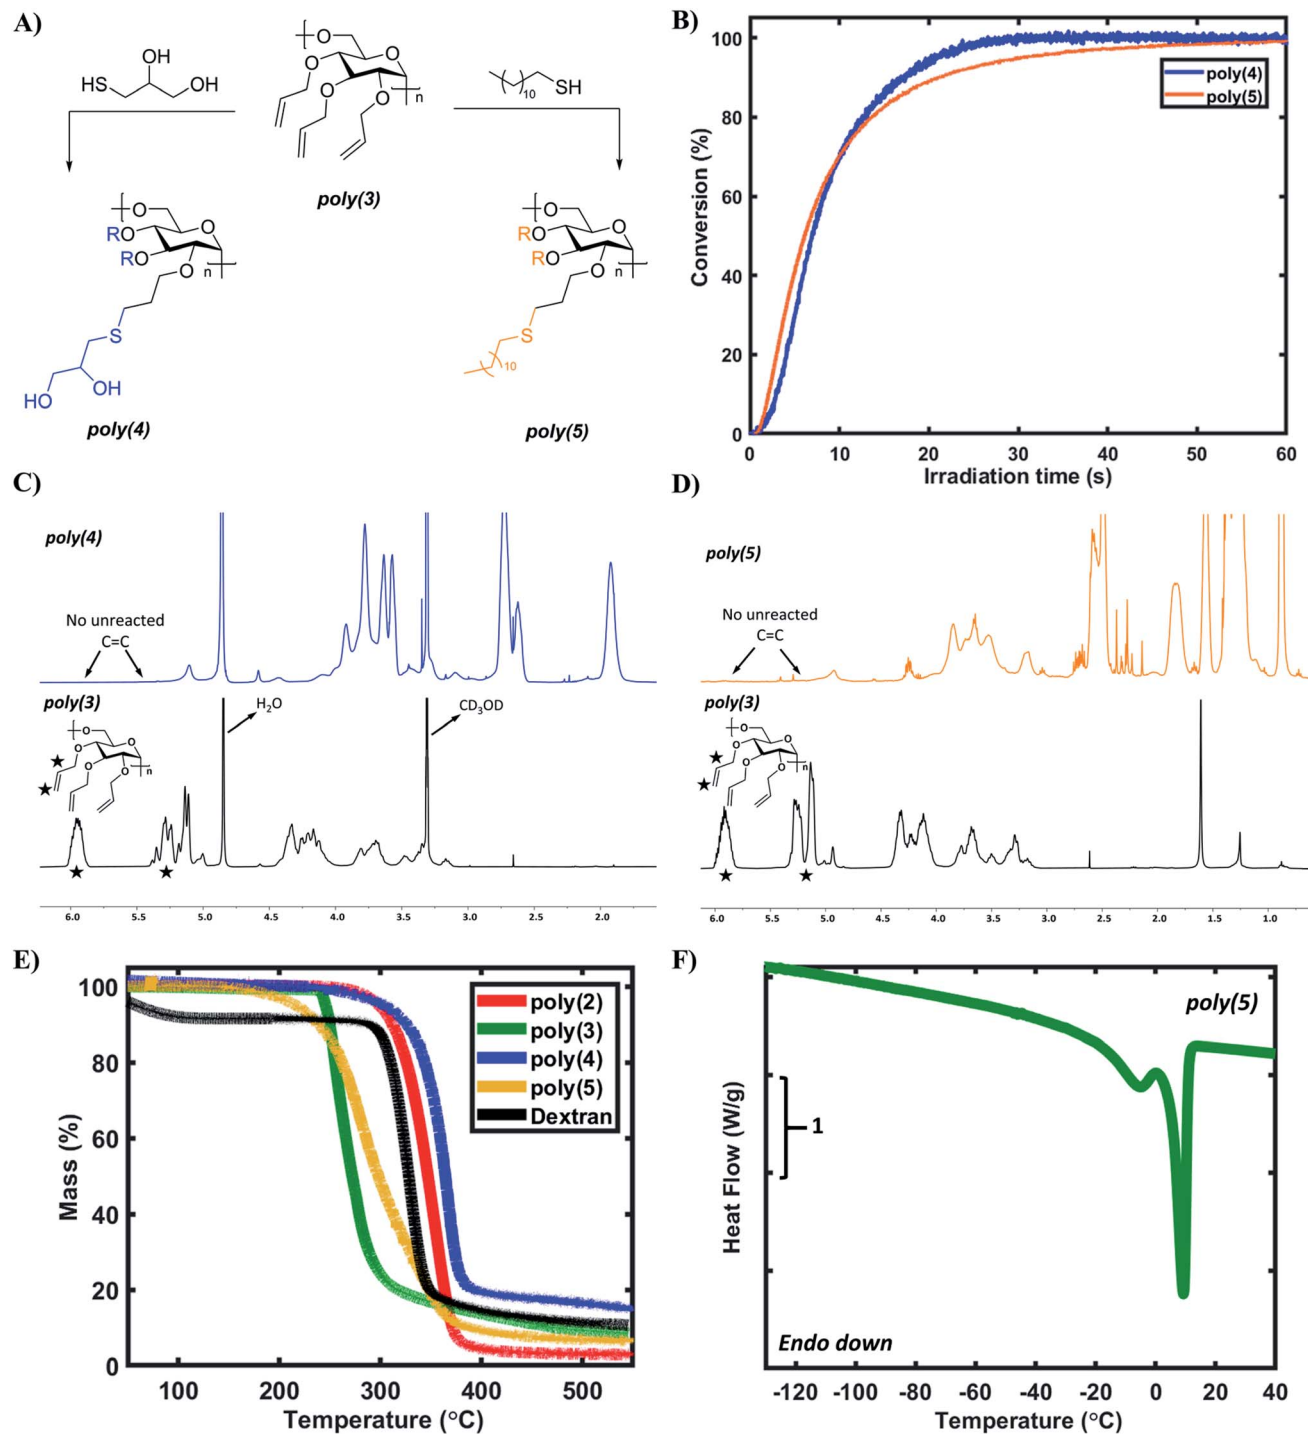 A)
HS
OH
OH
O
O
O
O
O
n
poly(3)
10
SH
O
O
RO
RO
O
n
S
HO
OH
poly(4)
O
O
RO
RO
O
n
S
10
poly(5)
B)
Conversion (%)
100
80
60
40
20
0
poly(4)
poly(5)
0 10 20 30 40 50 60
Irradiation time (s)
C)
poly(4)
No unreacted
C=C
poly(3)
H2O
CD3OD
O
O
O
O
O
n
6.0 5.5 5.0 4.5 4.0 3.5 3.0 2.5 2.0
D)
poly(5)
No unreacted
C=C
poly(3)
O
O
O
O
O
n
6.0 5.5 5.0 4.5 4.0 3.5 3.0 2.5 2.0 1.5 1.0
E)
Mass (%)
100
80
60
40
20
0
poly(2)
poly(3)
poly(4)
poly(5)
Dextran
100 200 300 400 500
Temperature (°C)
F)
poly(5)
Heat Flow (W/g)
1
Endo down
-120 -100 -80 -60 -40 -20 0 20 40
Temperature (°C)